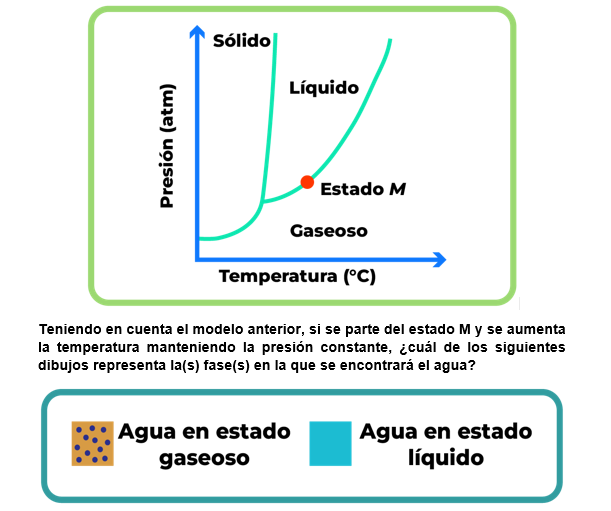 Sólido
Líquido
Presión (atm)
Estado M
Gaseoso
Temperatura (°C)
Teniendo en cuenta el modelo anterior, si se parte del estado M y se aumenta
la temperatura manteniendo la presión constante, ¿cuál de los siguientes
dibujos representa la(s) fase(s) en la que se encontrará el agua?
Agua en estado
gaseoso
Agua en estado
líquido